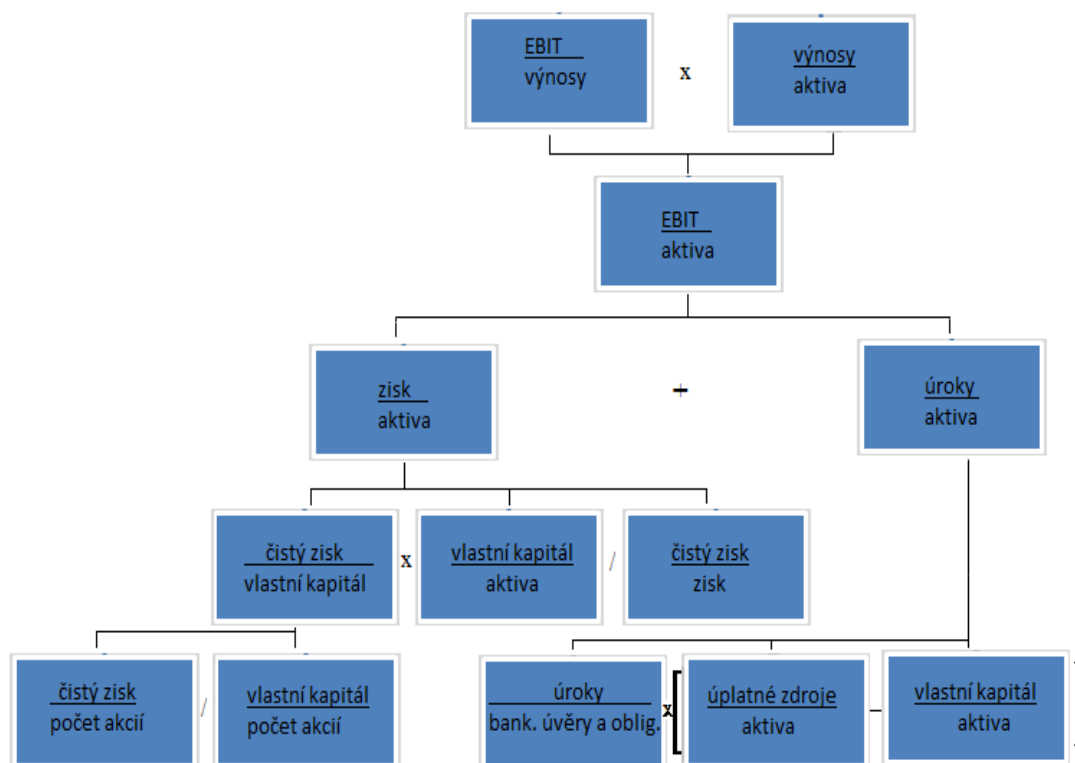 EBIT
výnosy
x
výnosy
aktiva
EBIT
aktiva
zisk
aktiva
+
úroky
aktiva
čistý zisk
vlastní kapitál
x
vlastní kapitál
aktiva
/
čistý zisk
zisk
čistý zisk
počet akcií
/
vlastní kapitál
počet akcií
úroky
bank. úvěry a oblig.
x
úplatné zdroje
aktiva
vlastní kapitál
aktiva